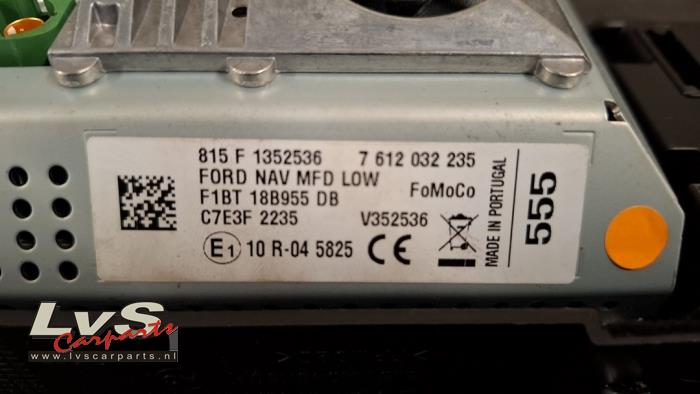 815 F 1352536 7 612 032 235
FORD NAV MFD LOW FoMoCo
F1BT 18B955 DB
C7E3F 2235 V352536
E1 10 R-04 5825 CE
MADE IN PORTUGAL
555
LvS
Carparts
www.lvscarparts.nl